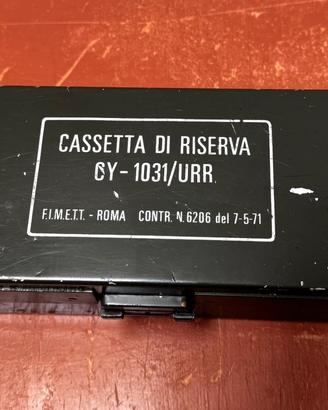 CASSETTA DI RISERVA
CY-1031/URR.
F.I.M.E.T.T. - ROMA CONTR. N. 6206 del 7-5-71